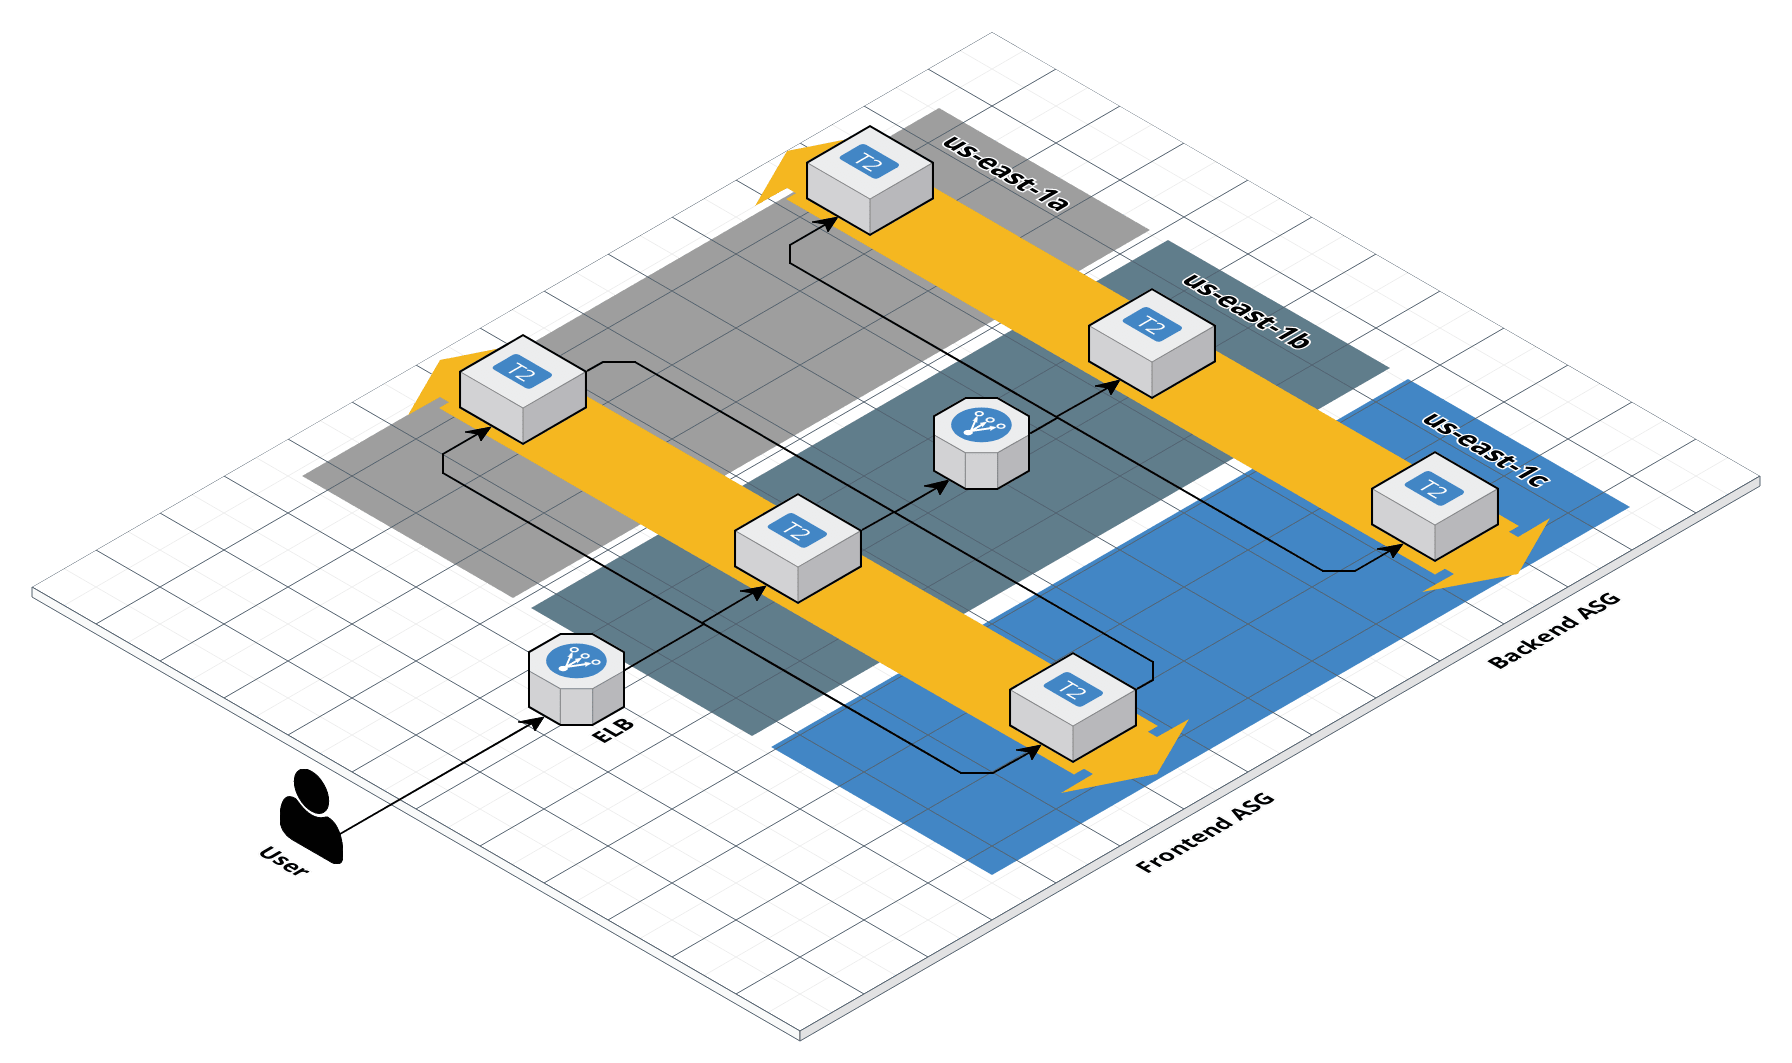 T2
us-east-1a
T2
us-east-1b
T2
us-east-1c
T2
T2
T2
ELB
User
Backend ASG
Frontend ASG